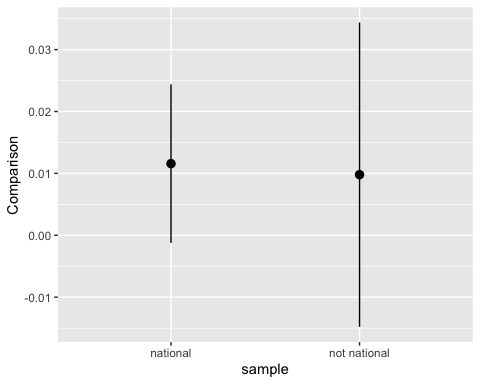 0.03
0.02
0.01
0.00
-0.01
Comparison
national
not national
sample